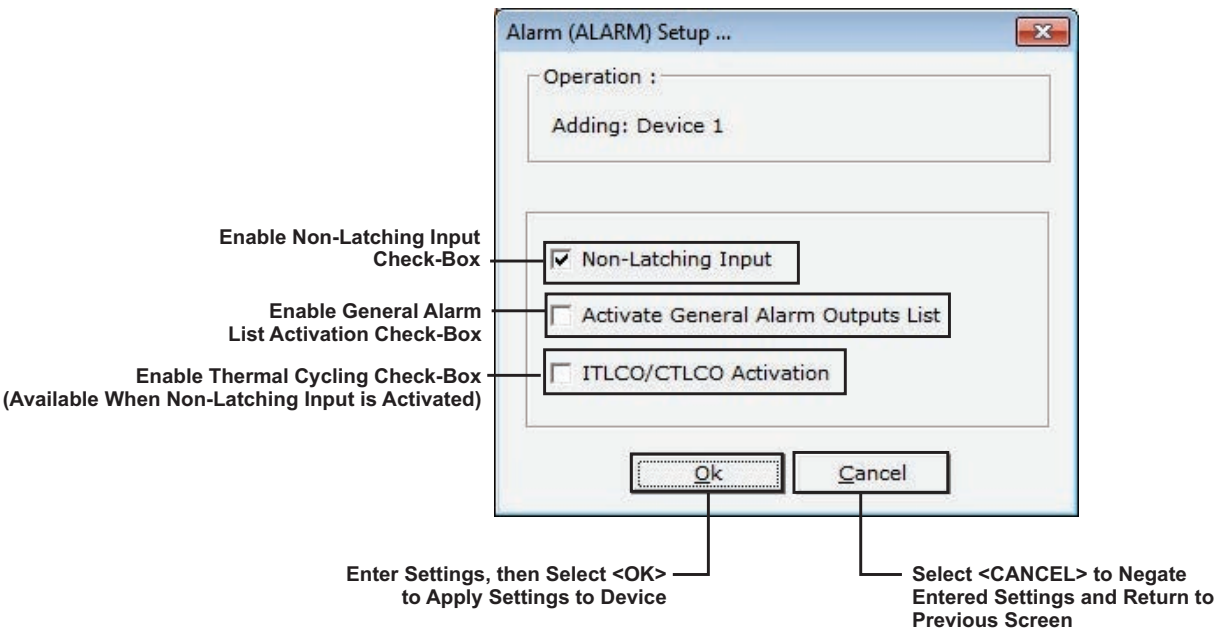 Alarm (ALARM) Setup ...
Operation :
Adding: Device 1
Enable Non-Latching Input
Check-Box
Non-Latching Input
Enable General Alarm
List Activation Check-Box
Activate General Alarm Outputs List
Enable Thermal Cycling Check-Box
(Available When Non-Latching Input is Activated)
ITLCO/CTLCO Activation
Ok
Cancel
Enter Settings, then Select <OK>
to Apply Settings to Device
Select <CANCEL> to Negate
Entered Settings and Return to
Previous Screen